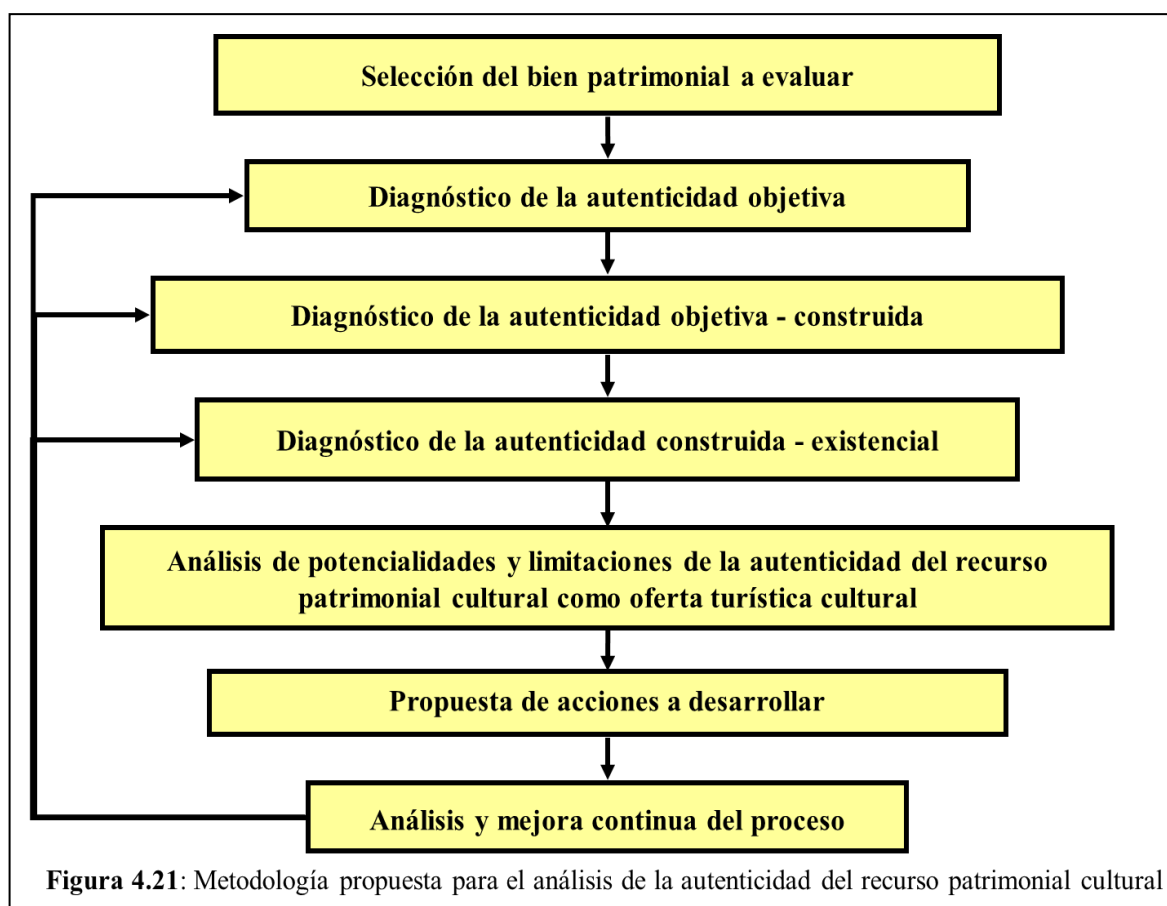 Selección del bien patrimonial a evaluar
Diagnóstico de la autenticidad objetiva
Diagnóstico de la autenticidad objetiva - construida
Diagnóstico de la autenticidad construida - existencial
Análisis de potencialidades y limitaciones de la autenticidad del recurso
patrimonial cultural como oferta turística cultural
Propuesta de acciones a desarrollar
Análisis y mejora continua del proceso
Figura 4.21: Metodología propuesta para el análisis de la autenticidad del recurso patrimonial cultural